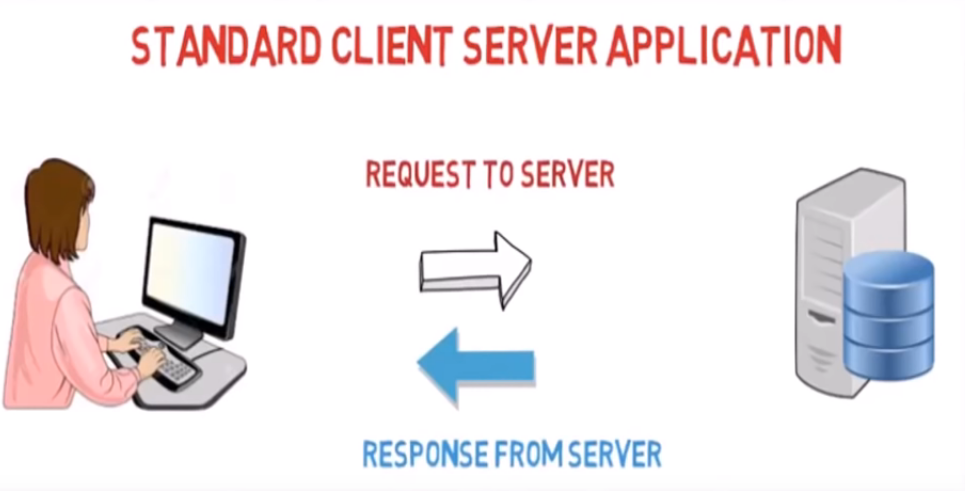 STANDARD CLIENT SERVER APPLICATION
REQUEST TO SERVER
RESPONSE FROM SERVER